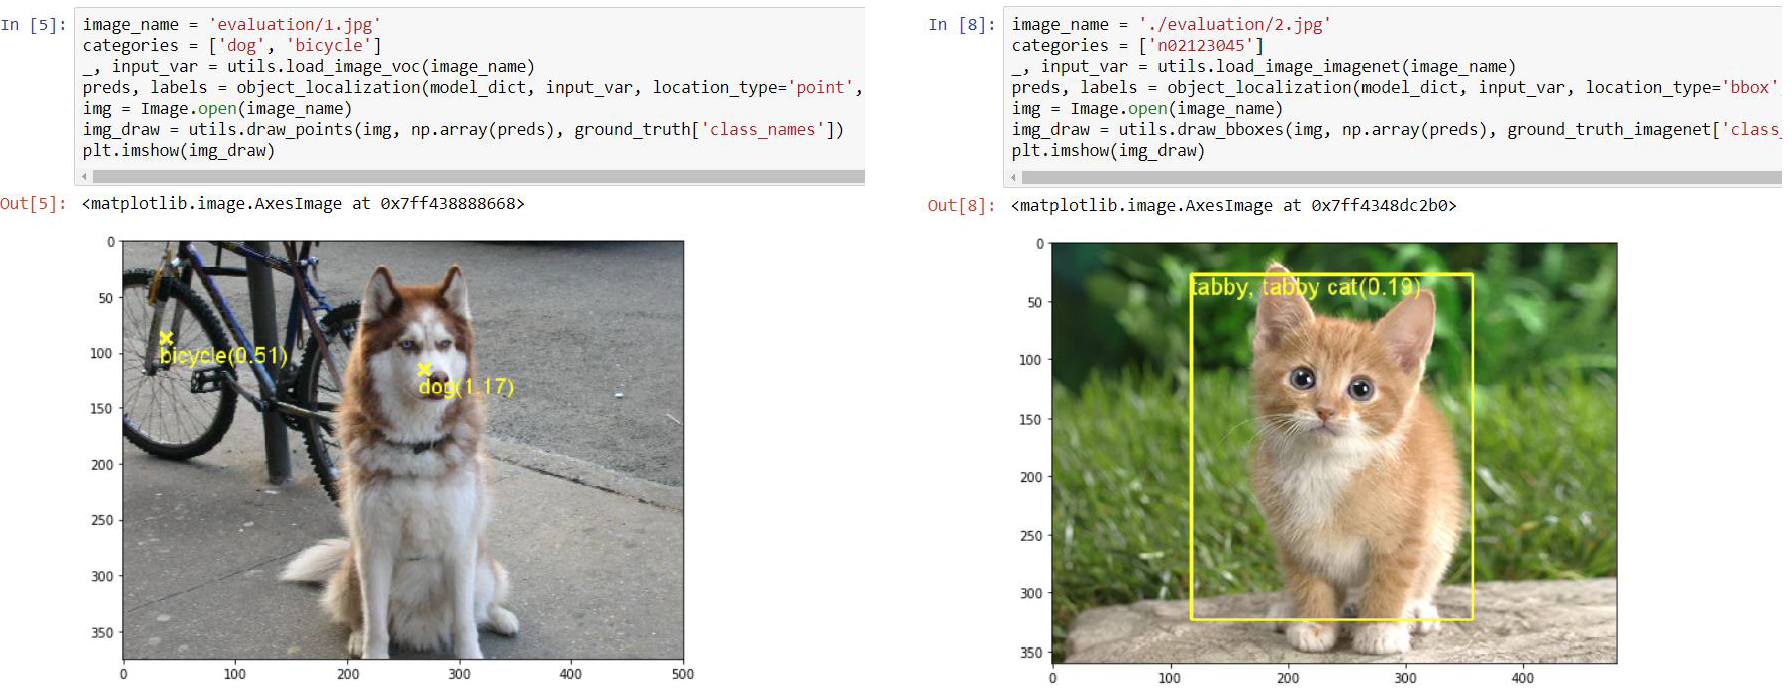 In [5]:
image_name = 'evaluation/1.jpg'
categories = ['dog', 'bicycle']
_, input_var = utils.load_image_voc(image_name)
preds, labels = object_localization(model_dict, input_var, location_type='point',
img = Image.open(image_name)
img_draw = utils.draw_points(img, np.array(preds), ground_truth['class_names'])
plt.imshow(img_draw)
Out[5]: <matplotlib.image.AxesImage at 0x7ff438888668>
0
50
100
150
200
250
300
350
bicycle(0.51)
dog(1.17)
0 100 200 300 400 500
In [8]:
image_name = './evaluation/2.jpg'
categories = ['n02123045']
_, input_var = utils.load_image_imagenet(image_name)
preds, labels = object_localization(model_dict, input_var, location_type='bbox'
img = Image.open(image_name)
img_draw = utils.draw_bboxes(img, np.array(preds), ground_truth_imagenet['class_
plt.imshow(img_draw)
Out[8]: <matplotlib.image.AxesImage at 0x7ff4348dc2b0>
0
50
100
150
200
250
300
350
tabby, tabby cat(0.19)
0 100 200 300 400